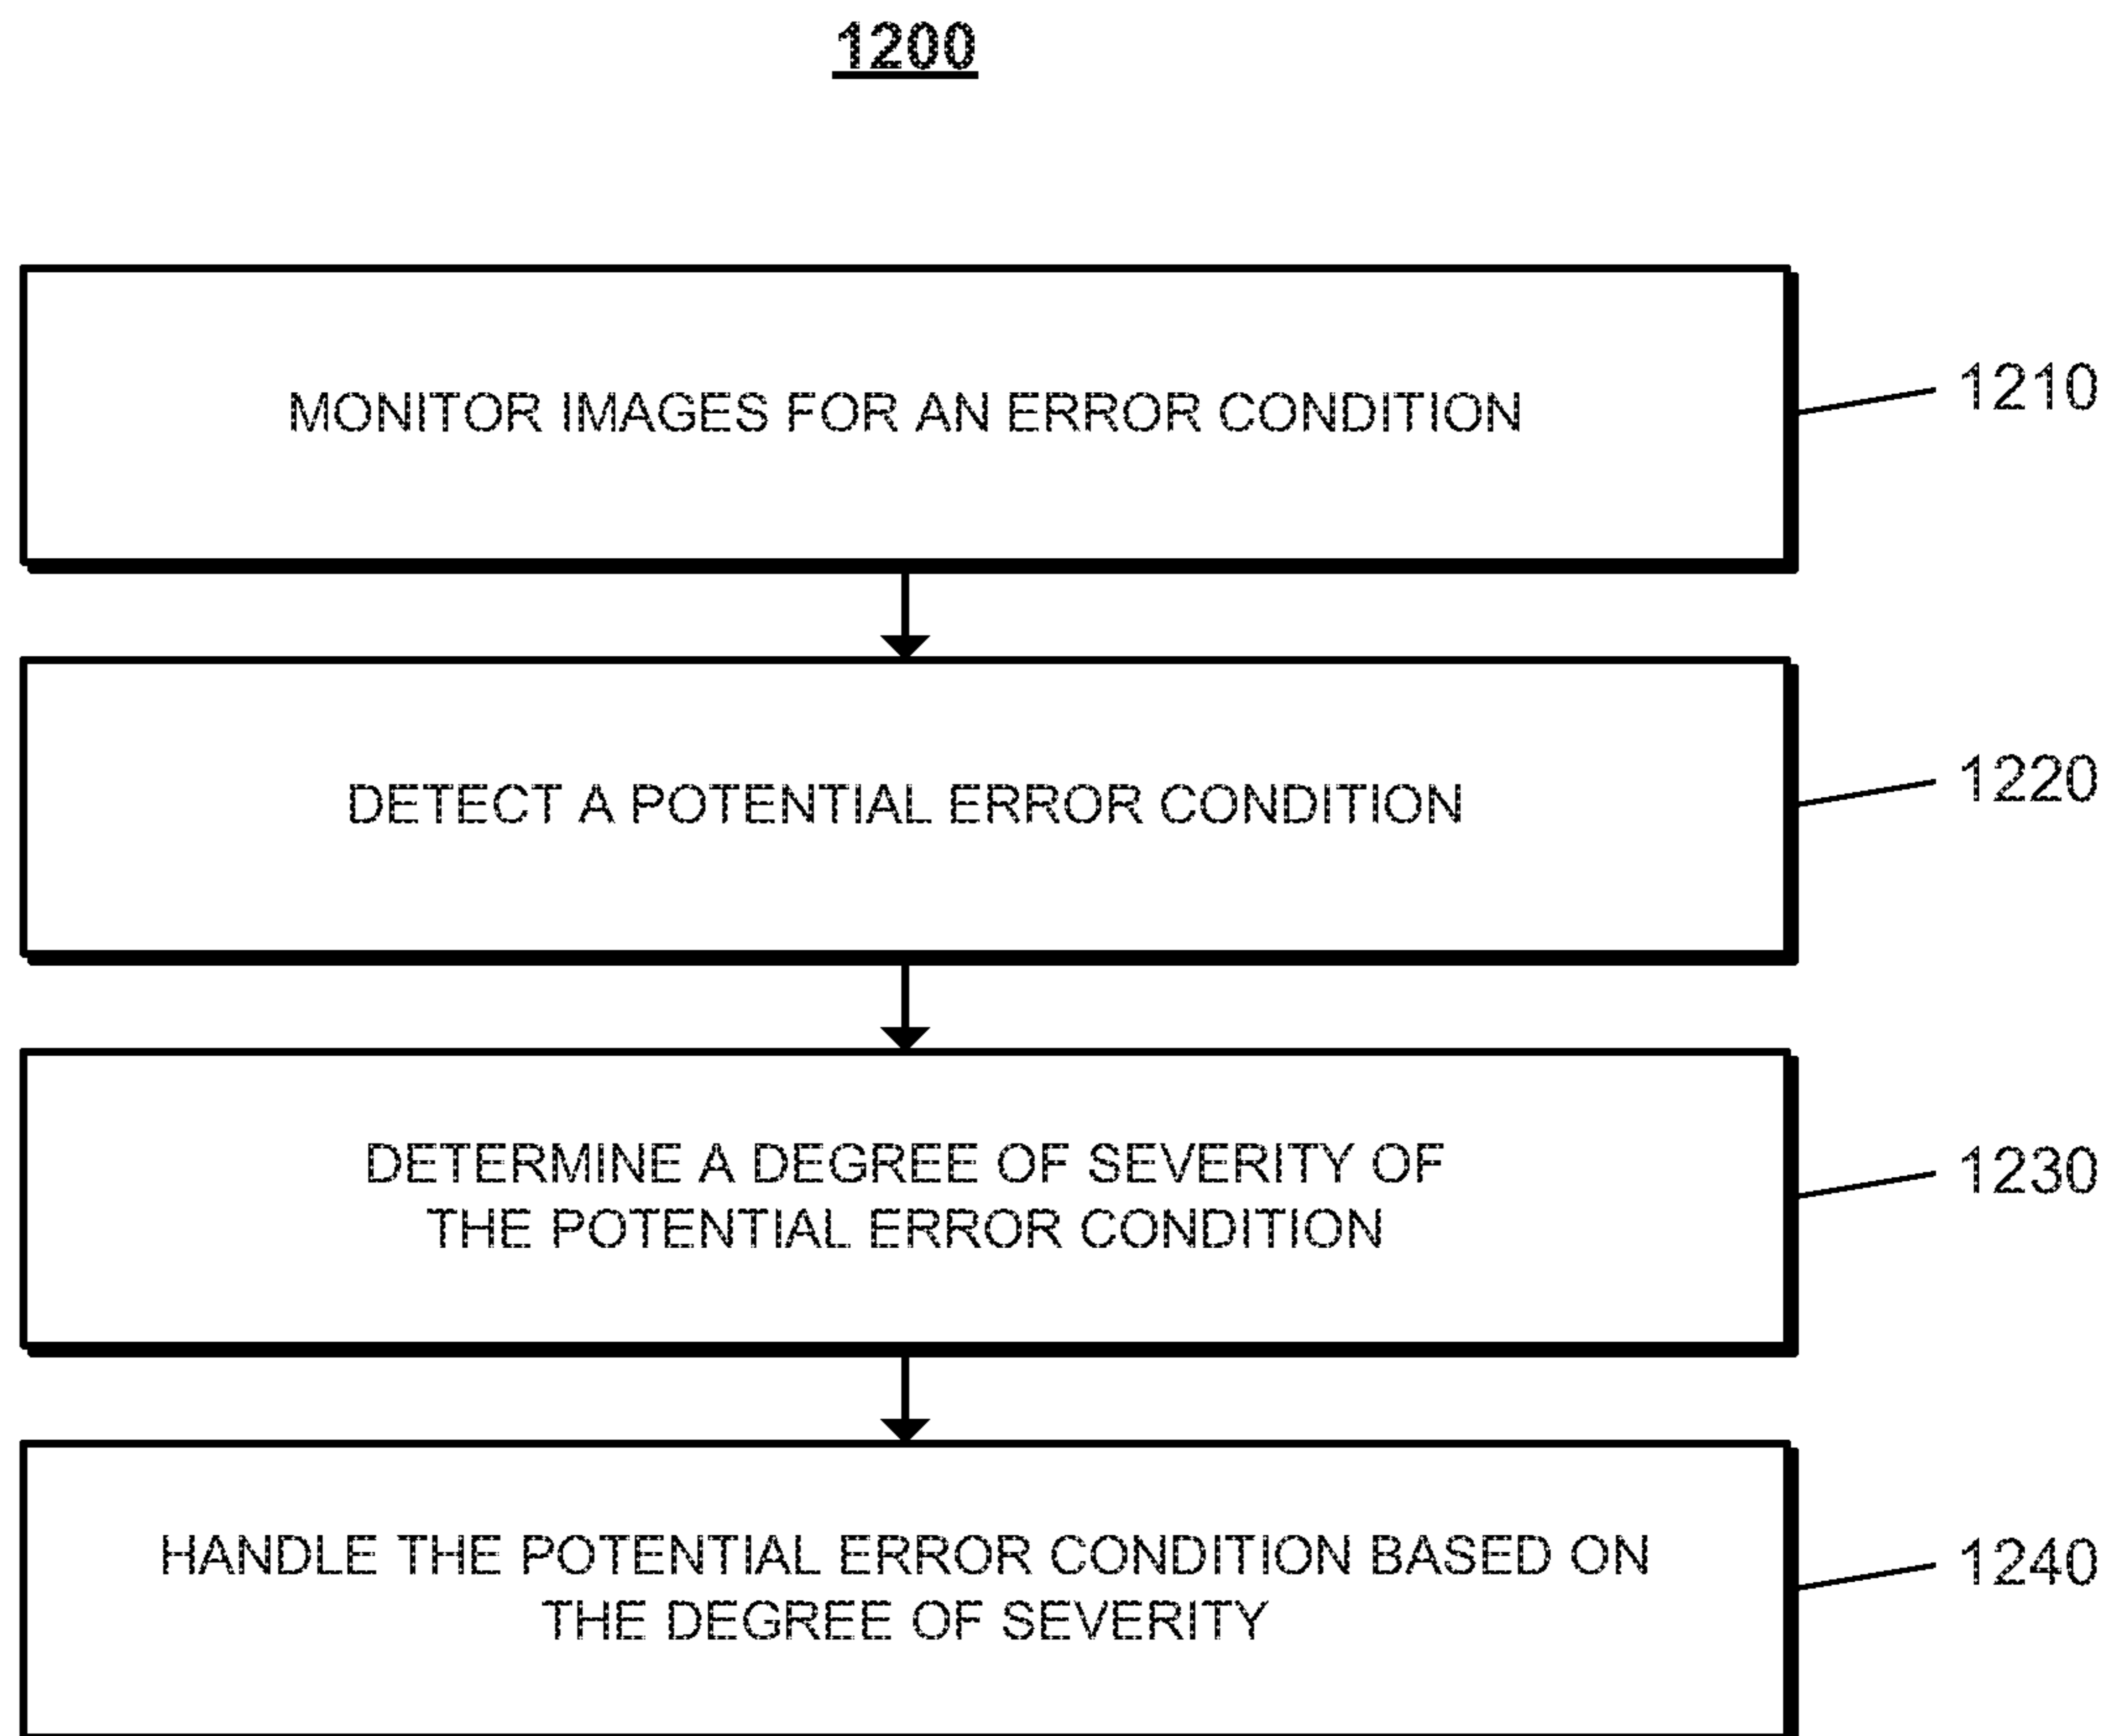 1200
MONITOR IMAGES FOR AN ERROR CONDITION
1210
DETECT A POTENTIAL ERROR CONDITION
1220
DETERMINE A DEGREE OF SEVERITY OF
THE POTENTIAL ERROR CONDITION
1230
HANDLE THE POTENTIAL ERROR CONDITION BASED ON
THE DEGREE OF SEVERITY
1240